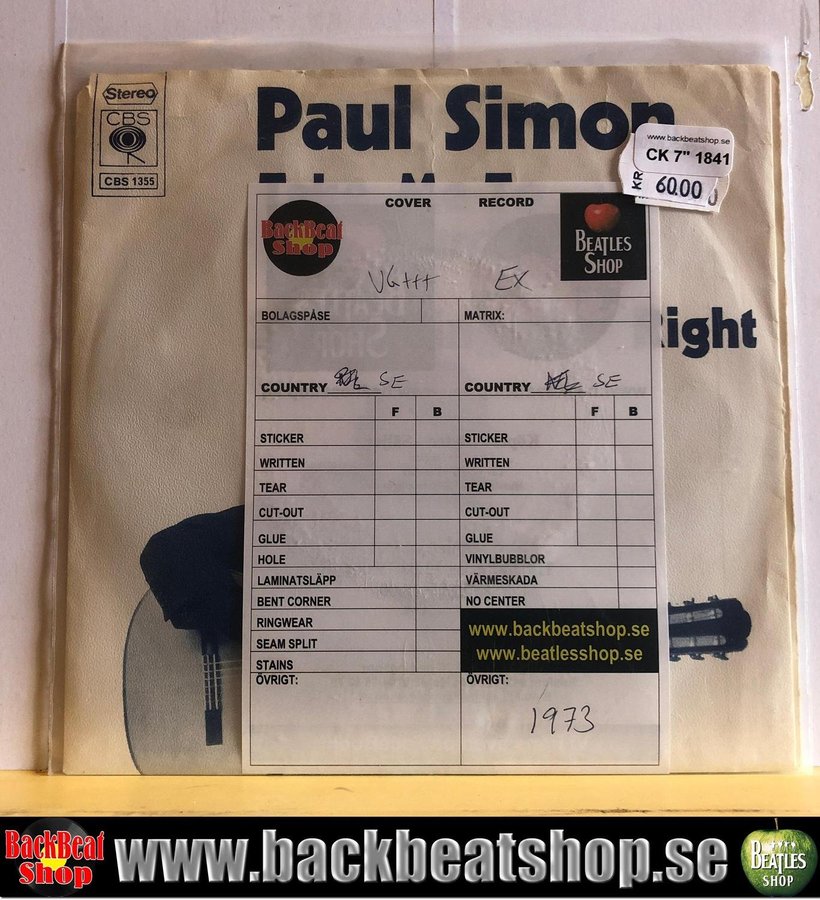 Stereo
CBS
CBS 1355
Paul Simon
www.backbeatshop.se
CK 7" 1841
KR
60.00
COVER RECORD
BackBeat
Shop
BEATLES
SHOP
VG+++ EX
BOLAGSPÅSE MATRIX:
ight
COUNTRY SE COUNTRY SE
F B F B
STICKER STICKER
WRITTEN WRITTEN
TEAR TEAR
CUT-OUT CUT-OUT
GLUE GLUE
HOLE VINYLBUBBLOR
LAMINATSLÄPP VÄRMESKADA
BENT CORNER NO CENTER
RINGWEAR
SEAM SPLIT
STAINS
www.backbeatshop.se
www.beatlesshop.se
ÖVRIGT: ÖVRIGT:
1973
BackBeat
Shop
www.backbeatshop.se
BEATLES
SHOP